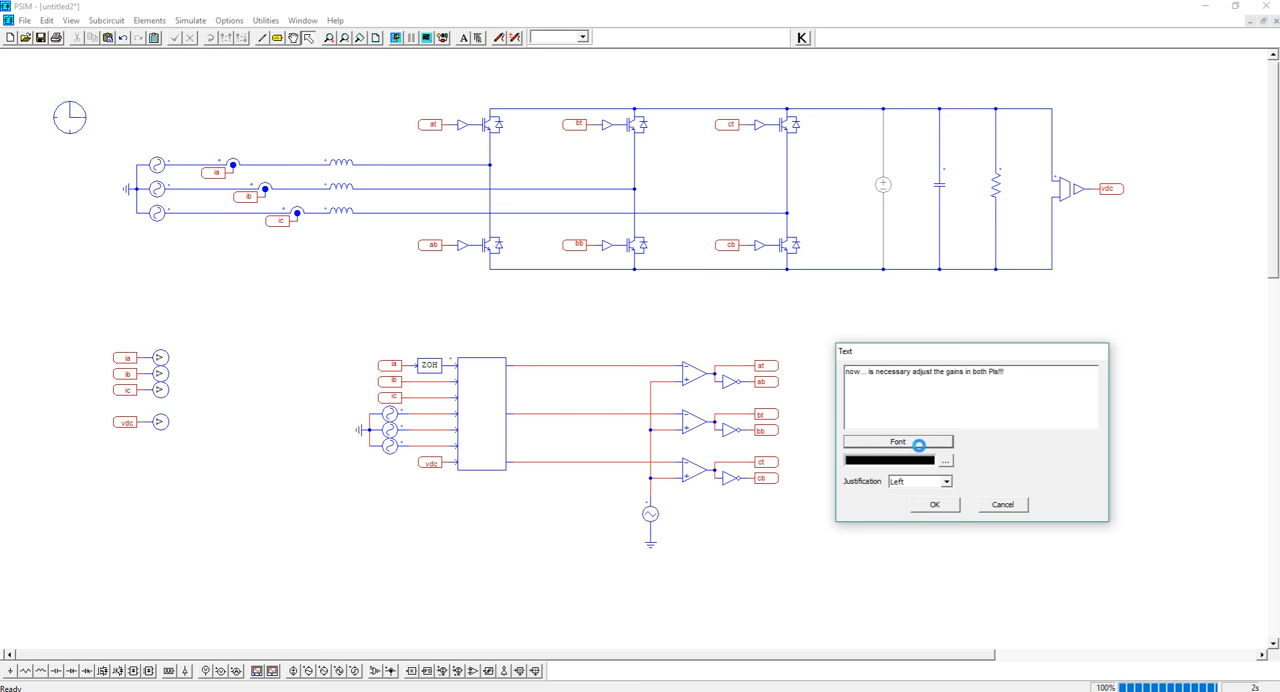 PSIM - [untitled2*]
File Edit View Subcircuit Elements Simulate Options Utilities Window Help
A
K
at
bt
ct
ia
ib
ic
vdc
ab
bb
cb
ia
ib
ic
vdc
ia
ZOH
ib
ic
vdc
at
ab
bt
bb
ct
cb
Text
now... is necessary adjust the gains in both PIs!!!
Font
...
Justification Left
OK Cancel
Ready
100%
2s